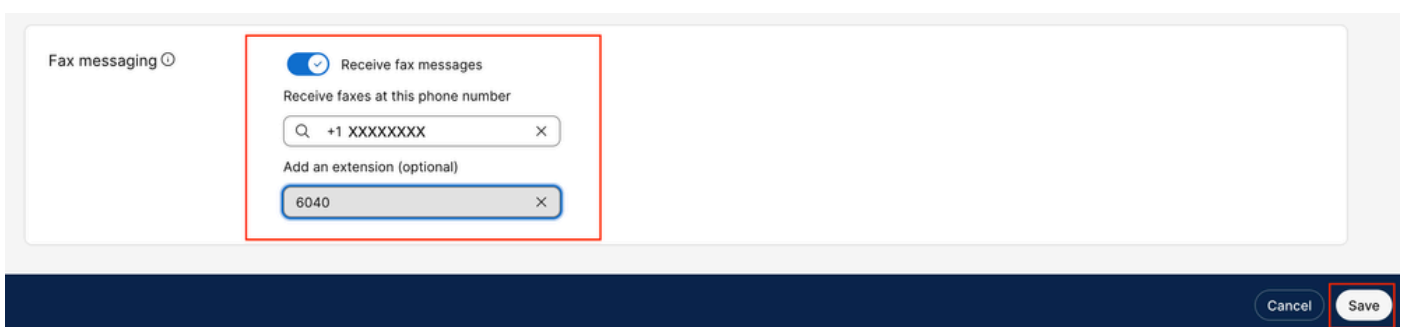 Fax messaging
Receive fax messages
Receive faxes at this phone number
+1 XXXXXXXX
Add an extension (optional)
6040
Cancel
Save